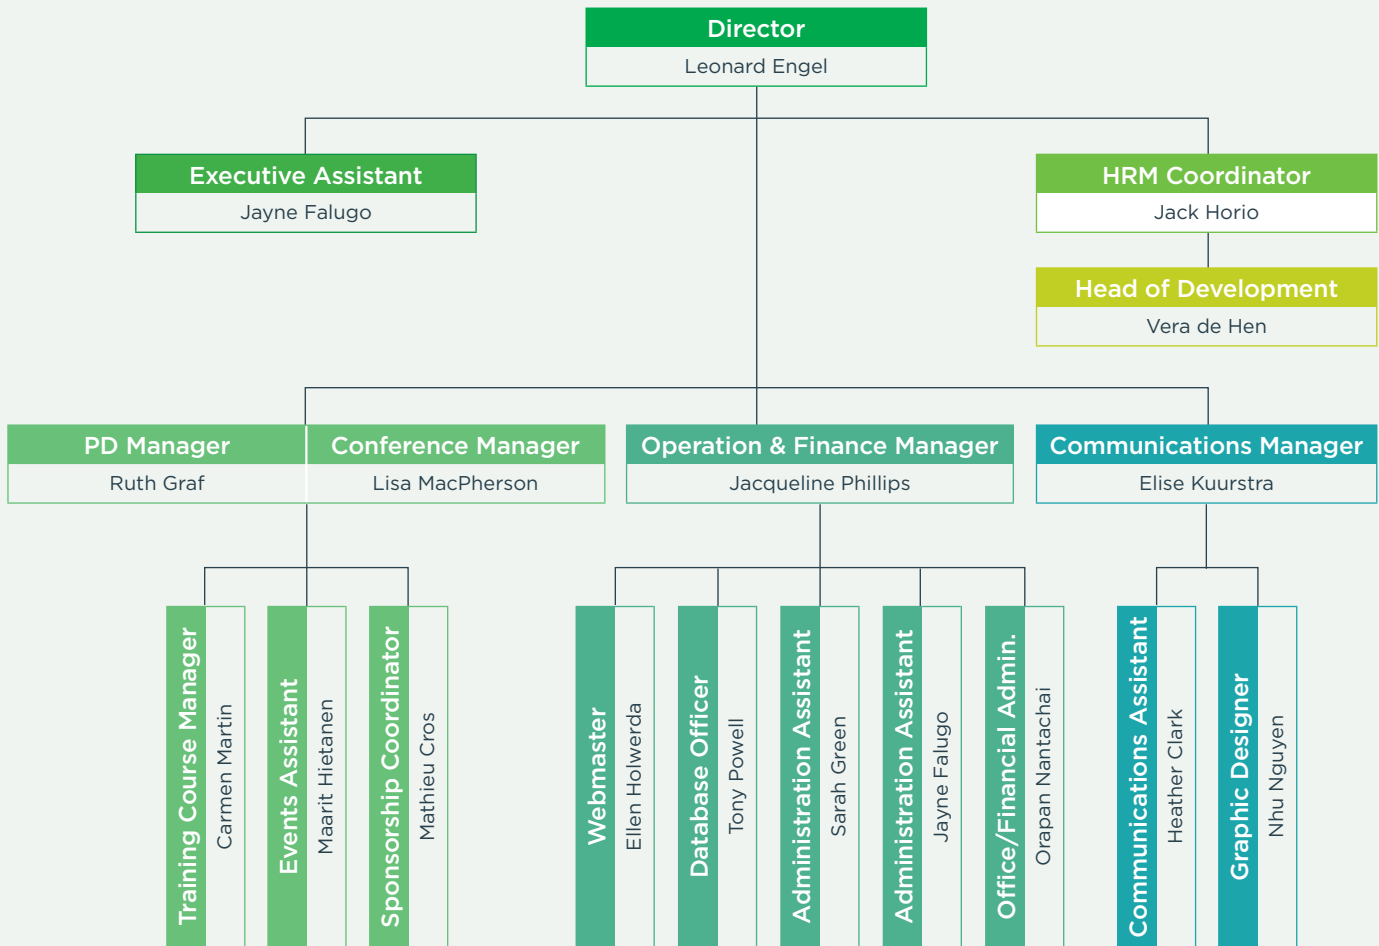 Director
Leonard Engel
Executive Assistant
Jayne Falugo
HRM Coordinator
Jack Horio
Head of Development
Vera de Hen
PD Manager
Ruth Graf
Conference Manager
Lisa MacPherson
Operation & Finance Manager
Jacqueline Phillips
Communications Manager
Elise Kuurstra
Training Course Manager
Carmen Martin
Events Assistant
Maarit Hietanen
Sponsorship Coordinator
Mathieu Cros
Webmaster
Ellen Holwerda
Database Officer
Tony Powell
Administration Assistant
Sarah Green
Administration Assistant
Jayne Falugo
Office/Financial Admin.
Orapan Nantachai
Communications Assistant
Heather Clark
Graphic Designer
Nhu Nguyen